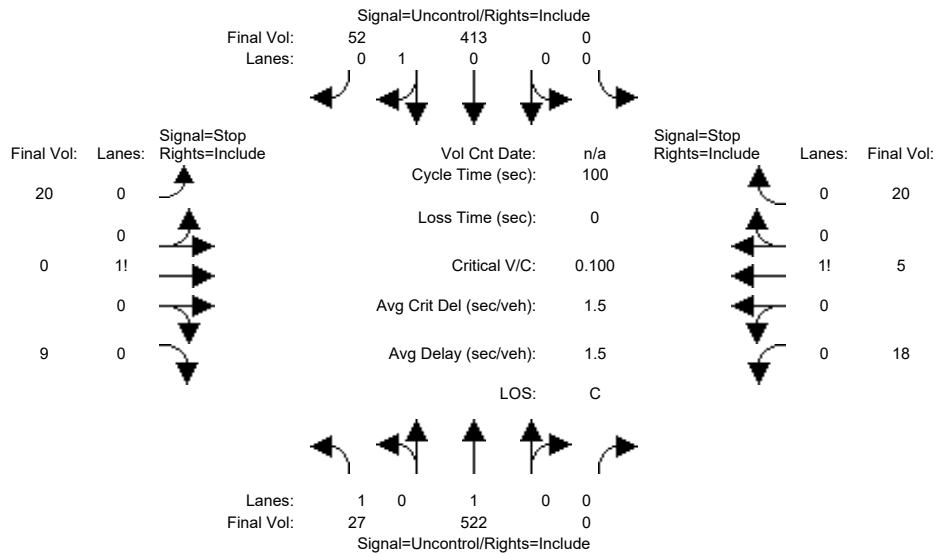 Signal=Uncontrol/Rights=Include
Final Vol: 52 413 0
Lanes: 0 1 0 0 0
Signal=Stop Signal=Stop
Final Vol: Lanes: Rights=Include Vol Cnt Date: n/a Rights=Include Lanes: Final Vol:
Cycle Time (sec): 100
20 0 0 20
Loss Time (sec): 0
0 0
0 1! Critical V/C: 0.100 1! 5
0 Avg Crit Del (sec/veh): 1.5 0
9 0 Avg Delay (sec/veh): 1.5 0 18
LOS: C
Lanes: 1 0 1 0 0
Final Vol: 27 522 0
Signal=Uncontrol/Rights=Include